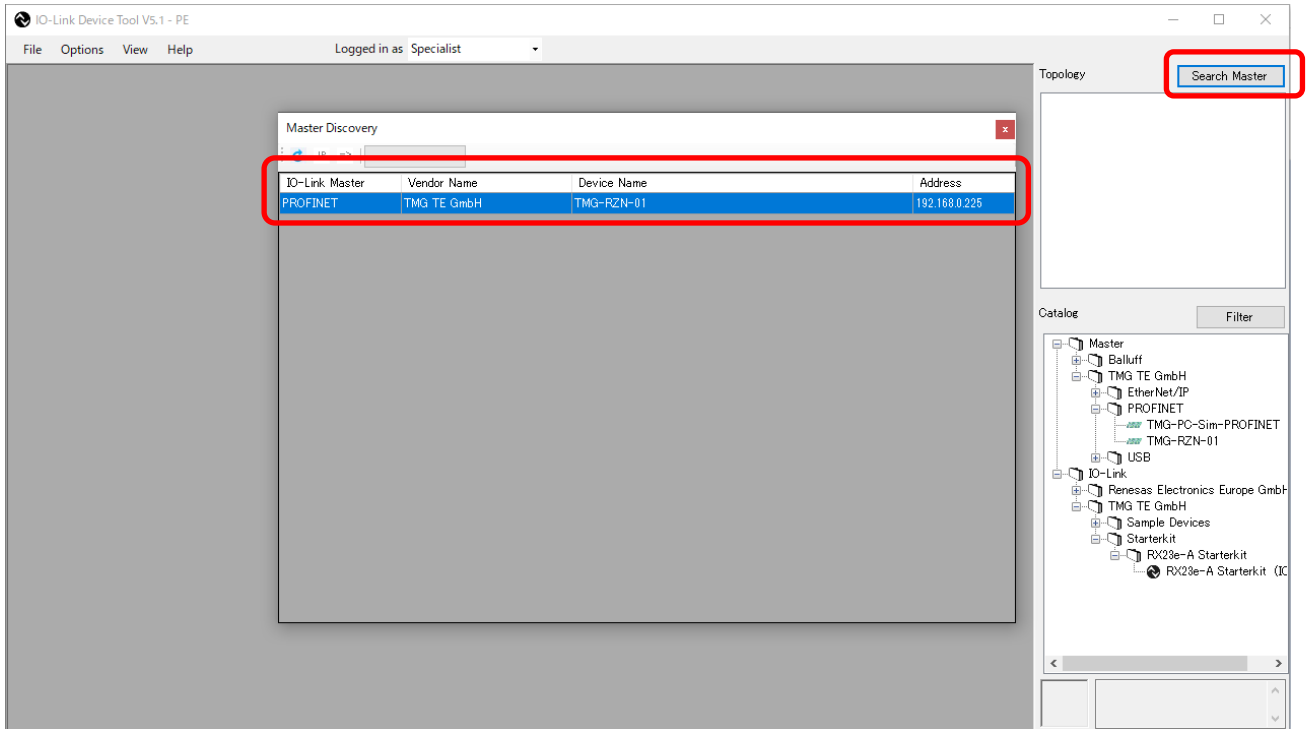 IO-Link Device Tool V5.1 - PE
File Options View Help Logged in as Specialist
Topology Search Master
Master Discovery
IP =>
IO-Link Master Vendor Name Device Name Address
PROFINET TMG TE GmbH TMG-RZN-01 192.168.0.225
Catalog Filter
Master
Balluff
TMG TE GmbH
EtherNet/IP
PROFINET
TMG-PC-Sim-PROFINET
TMG-RZN-01
USB
IO-Link
Renesas Electronics Europe GmbH
TMG TE GmbH
Sample Devices
Starterkit
RX23e-A Starterkit
RX23e-A Starterkit (IO